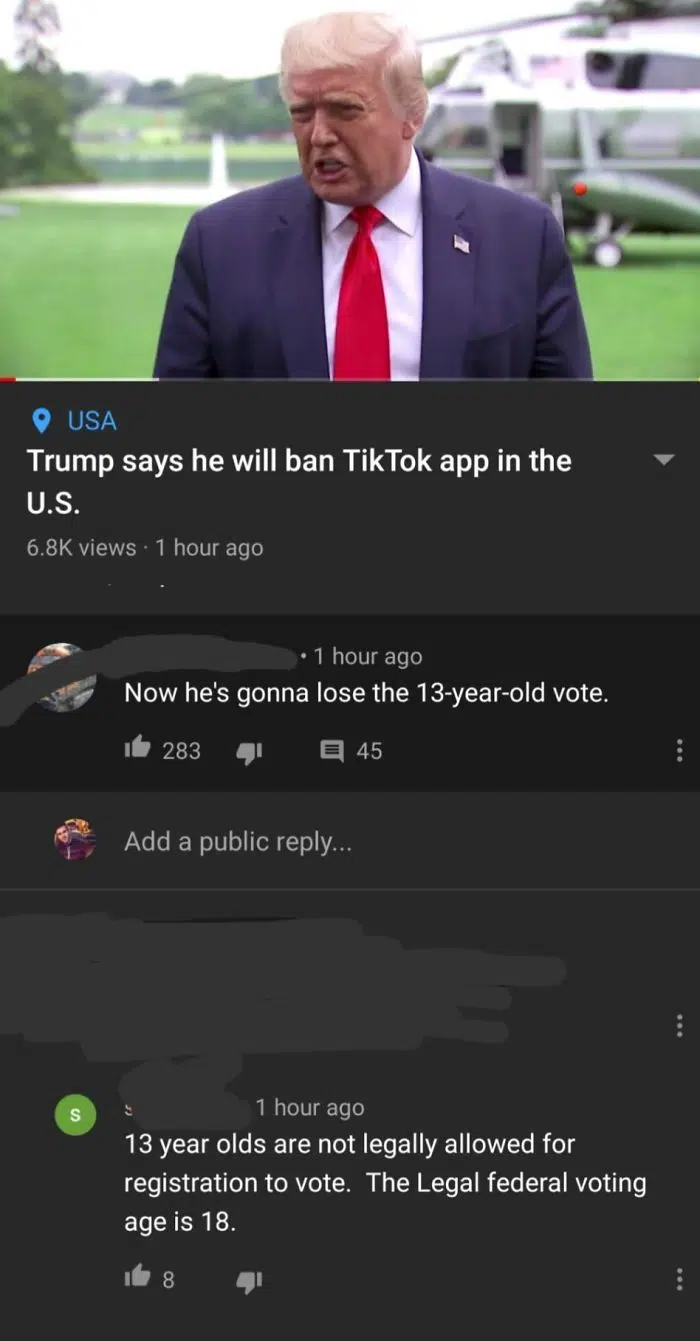 USA
Trump says he will ban TikTok app in the
U.S.
6.8K views · 1 hour ago
• 1 hour ago
Now he's gonna lose the 13-year-old vote.
283 45
Add a public reply...
S
1 hour ago
13 year olds are not legally allowed for
registration to vote.  The Legal federal voting
age is 18.
8